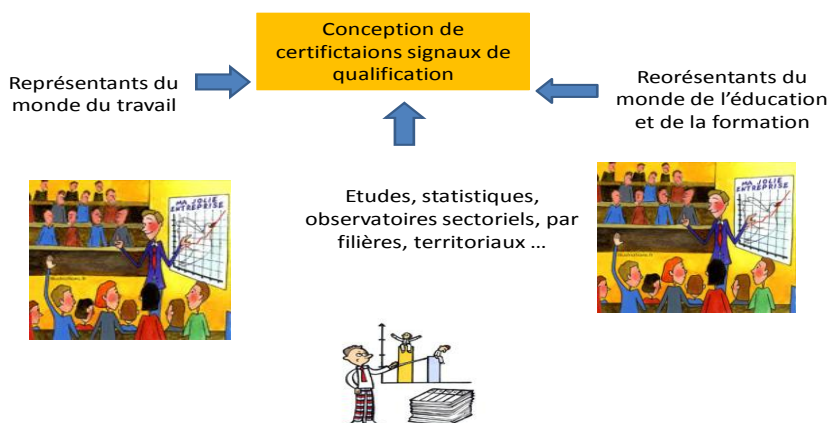 Conception de
certifictaions signaux de
qualification
Représentants du
monde du travail
Reorésentants du
monde de l’éducation
et de la formation
Etudes, statistiques,
observatoires sectoriels, par
filières, territoriaux ...
MA JOLIE
ENTREPRISE
MA JOLIE
ENTREPRISE